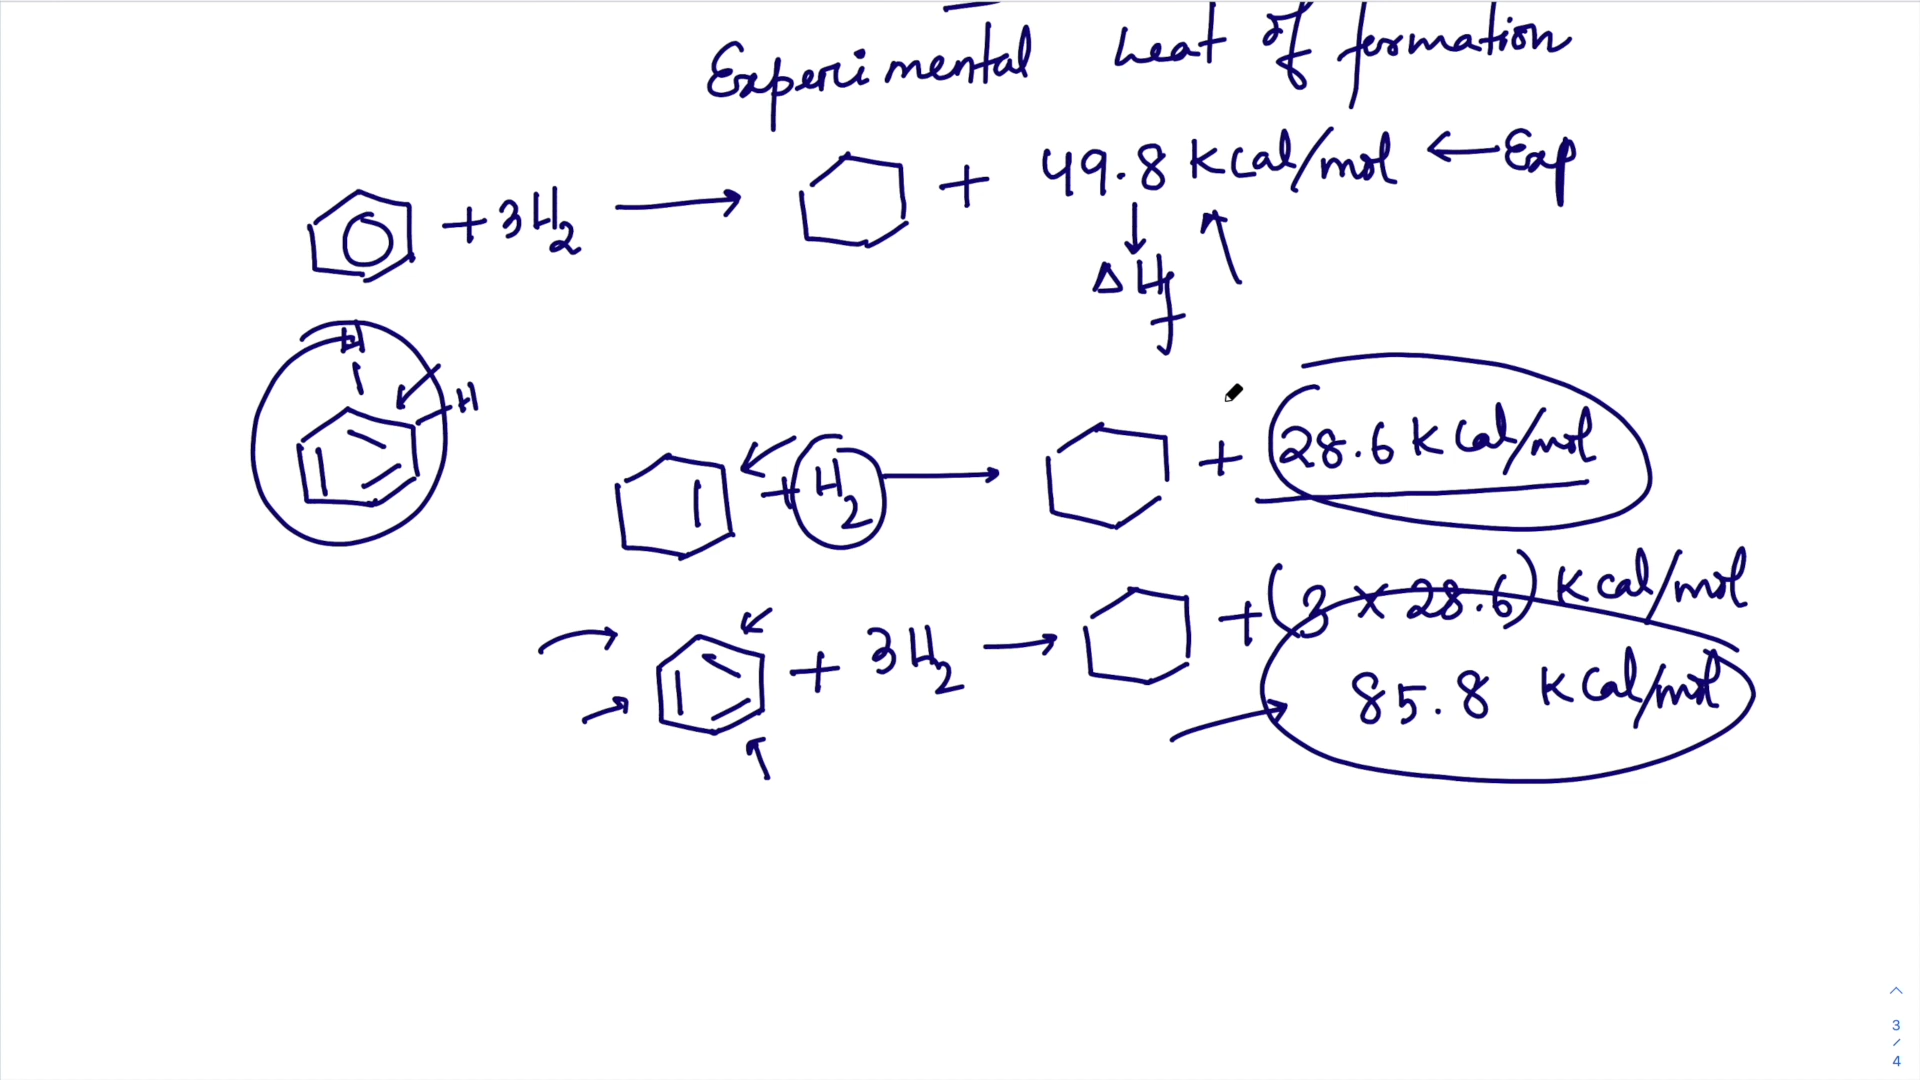 Experimental heat of formation
+ 3H2 → + 49.8 Kcal/mol ← Exp
↓
ΔHf
H
H
+ H2 → + 28.6 KCal/mol
+ 3H2 → + (3 × 28.6) KCal/mol
85.8 KCal/mol
3
/
4